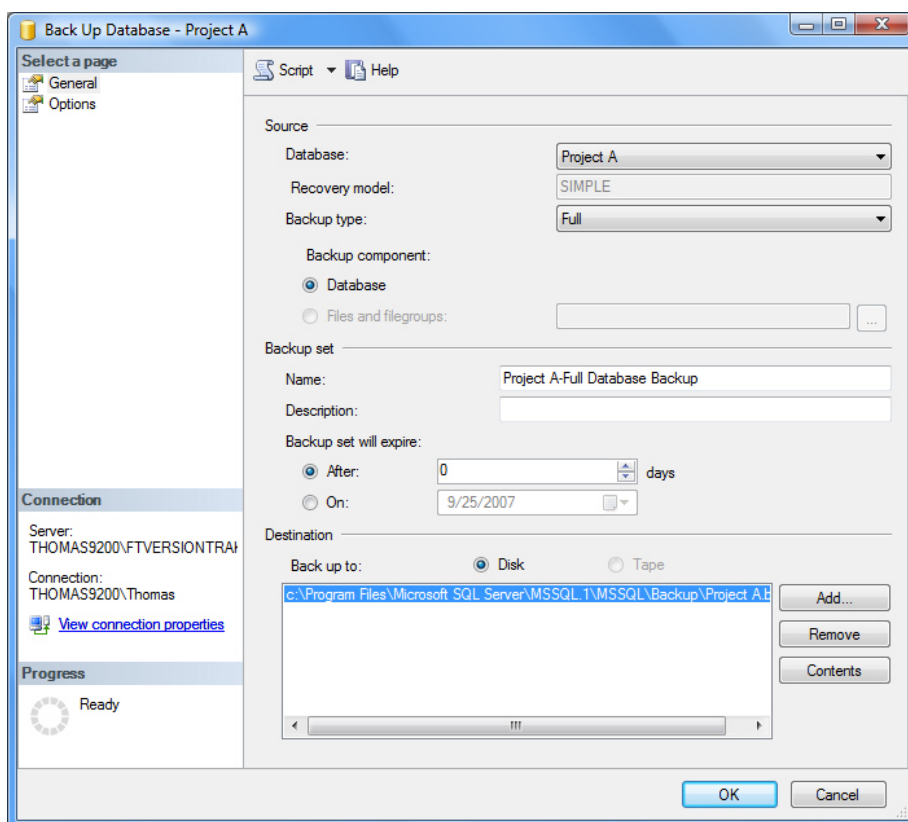 Back Up Database - Project A
Select a page
General
Options
Script
Help
Source
Database:
Project A
Recovery model:
SIMPLE
Backup type:
Full
Backup component:
Database
Files and filegroups:
...
Backup set
Name:
Project A-Full Database Backup
Description:
Backup set will expire:
After:
0
days
On:
9/25/2007
Destination
Back up to:
Disk
Tape
c:\Program Files\Microsoft SQL Server\MSSQL.1\MSSQL\Backup\Project A.b
Add...
Remove
Contents
Connection
Server:
THOMAS9200\FTVERSIONTRAK
Connection:
THOMAS9200\Thomas
View connection properties
Progress
Ready
OK
Cancel